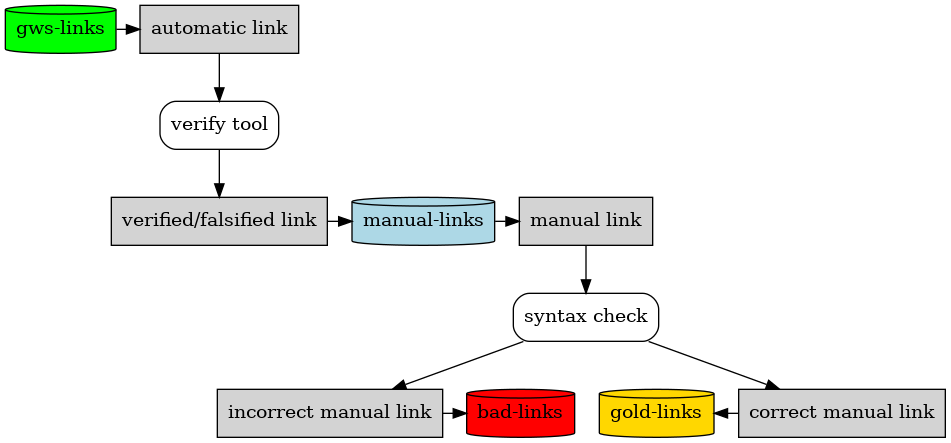 gws-links
automatic link
verify tool
verified/falsified link
manual-links
manual link
syntax check
incorrect manual link
bad-links
gold-links
correct manual link